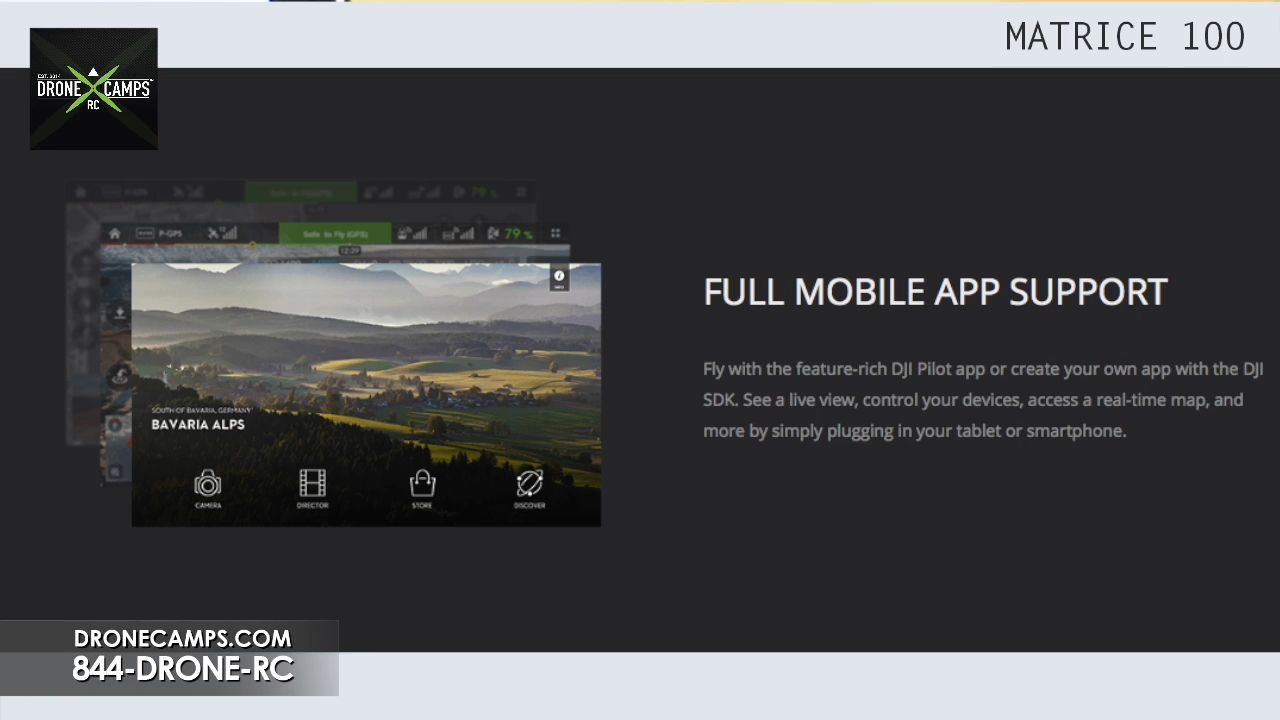 MATRICE 100
EST. 2014
DRONE CAMPS
RC
P-GPS
Safe to Fly (GPS)
79 %
12:29
SOUTH OF BAVARIA, GERMANY
BAVARIA ALPS
CAMERA
DIRECTOR
STORE
DISCOVER
FULL MOBILE APP SUPPORT
Fly with the feature-rich DJI Pilot app or create your own app with the DJI
SDK. See a live view, control your devices, access a real-time map, and
more by simply plugging in your tablet or smartphone.
DRONECAMPS.COM
844-DRONE-RC